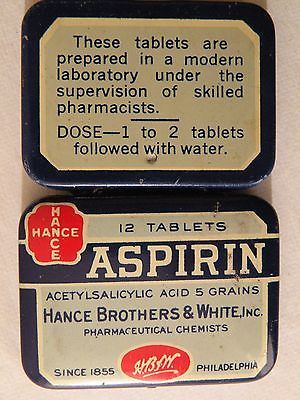 These tablets are
prepared in a modern
laboratory under the
supervision of skilled
pharmacists.
DOSE—1 to 2 tablets
followed with water.
HANCE
HANCE
12 TABLETS
ASPIRIN
ACETYLSALICYLIC ACID 5 GRAINS
HANCE BROTHERS & WHITE, INC.
PHARMACEUTICAL CHEMISTS
SINCE 1855
HB&W
PHILADELPHIA